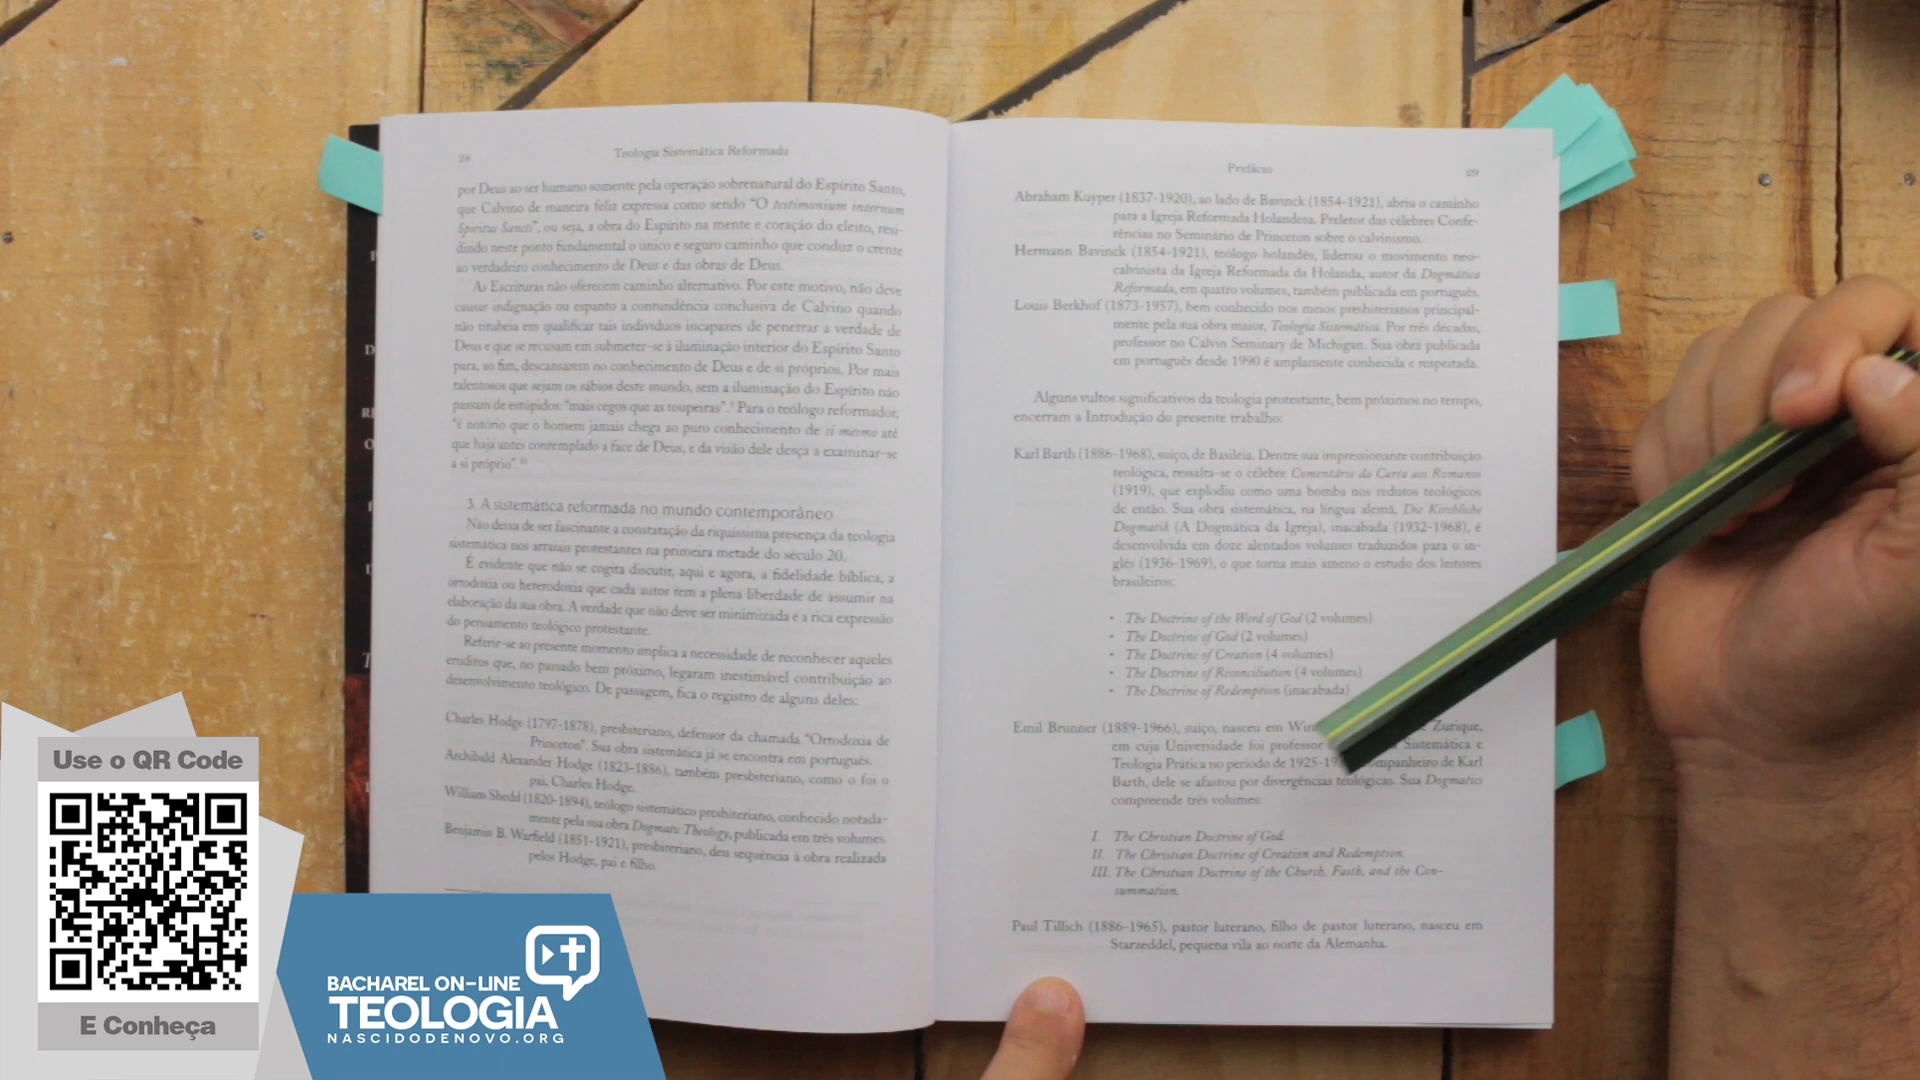 28
Teologia Sistemática Reformada
por Deus ao ser humano somente pela operação sobrenatural do Espírito Santo,
que Calvino de maneira feliz expressa como sendo “O testimonium internum
Spiritus Sancti”, ou seja, a obra do Espírito na mente e coração do eleito, resi-
dindo neste ponto fundamental o único e seguro caminho que conduz o crente
ao verdadeiro conhecimento de Deus e das obras de Deus.
As Escrituras não oferecem caminho alternativo. Por este motivo, não deve
causar indignação ou espanto a contundência conclusiva de Calvino quando
não titubeia em qualificar tais indivíduos incapazes de penetrar a verdade de
Deus e que se recusam em submeter-se à iluminação interior do Espírito Santo
para, ao fim, descansarem no conhecimento de Deus e de si próprios. Por mais
talentosos que sejam os sábios deste mundo, sem a iluminação do Espírito não
passam de estúpidos: “mais cegos que as toupeiras”. Para o teólogo reformador,
“é notório que o homem jamais chega ao puro conhecimento de si mesmo até
que haja antes contemplado a face de Deus, e da visão dele desça a examinar-se
a si próprio”.
3. A sistemática reformada no mundo contemporâneo
Não deixa de ser fascinante a constatação da riquíssima presença da teologia
sistemática nos arraiais protestantes na primeira metade do século 20.
É evidente que não se cogita discutir, aqui e agora, a fidelidade bíblica, a
ortodoxia ou heterodoxia que cada autor tem a plena liberdade de assumir na
elaboração da sua obra. A verdade que não deve ser minimizada é a rica expressão
do pensamento teológico protestante.
Referir-se ao presente momento implica a necessidade de reconhecer aqueles
eruditos que, no passado bem próximo, legaram inestimável contribuição ao
desenvolvimento teológico. De passagem, fica o registro de alguns deles:
Charles Hodge (1797-1878), presbiteriano, defensor da chamada “Ortodoxia de
Princeton”. Sua obra sistemática já se encontra em português.
Archibald Alexander Hodge (1823-1886), também presbiteriano, como o foi o
pai, Charles Hodge.
William Shedd (1820-1894), teólogo sistemático presbiteriano, conhecido notada-
mente pela sua obra Dogmatic Theology, publicada em três volumes.
Benjamin B. Warfield (1851-1921), presbiteriano, deu sequência à obra realizada
pelos Hodge, pai e filho.
Prefácio
29
Abraham Kuyper (1837-1920), ao lado de Bavinck (1854-1921), abriu o caminho
para a Igreja Reformada Holandesa. Preletor das célebres Confe-
rências no Seminário de Princeton sobre o calvinismo.
Hermann Bavinck (1854-1921), teólogo holandês, liderou o movimento neo-
calvinista da Igreja Reformada da Holanda, autor da Dogmática
Reformada, em quatro volumes, também publicada em português.
Louis Berkhof (1873-1957), bem conhecido nos meios presbiterianos principal-
mente pela sua obra maior, Teologia Sistemática. Por três décadas,
professor no Calvin Seminary de Michigan. Sua obra publicada
em português desde 1990 é amplamente conhecida e respeitada.
Alguns vultos significativos da teologia protestante, bem próximos no tempo,
encerram a Introdução do presente trabalho:
Karl Barth (1886-1968), suíço, de Basileia. Dentre sua impressionante contribuição
teológica, ressalta-se o célebre Comentário da Carta aos Romanos
(1919), que explodiu como uma bomba nos redutos teológicos
de então. Sua obra sistemática, na língua alemã, Die Kirchliche
Dogmatik (A Dogmática da Igreja), inacabada (1932-1968), é
desenvolvida em doze alentados volumes traduzidos para o in-
glês (1936-1969), o que torna mais ameno o estudo dos leitores
brasileiros:
• The Doctrine of the Word of God (2 volumes)
• The Doctrine of God (2 volumes)
• The Doctrine of Creation (4 volumes)
• The Doctrine of Reconciliation (4 volumes)
• The Doctrine of Redemption (inacabada)
Emil Brunner (1889-1966), suíço, nasceu em Zurique,
em cuja Universidade foi professor Sistemática e
Teologia Prática no período de 1925- companheiro de Karl
Barth, dele se afastou por divergências teológicas. Sua Dogmatic
compreende três volumes:
I. The Christian Doctrine of God.
II. The Christian Doctrine of Creation and Redemption.
III. The Christian Doctrine of the Church, Faith, and the Con-
summation.
Paul Tillich (1886-1965), pastor luterano, filho de pastor luterano, nasceu em
Starzeddel, pequena vila ao norte da Alemanha.
Use o QR Code
E Conheça
BACHAREL ON-LINE
TEOLOGIA
NASCIDODENOVO.ORG